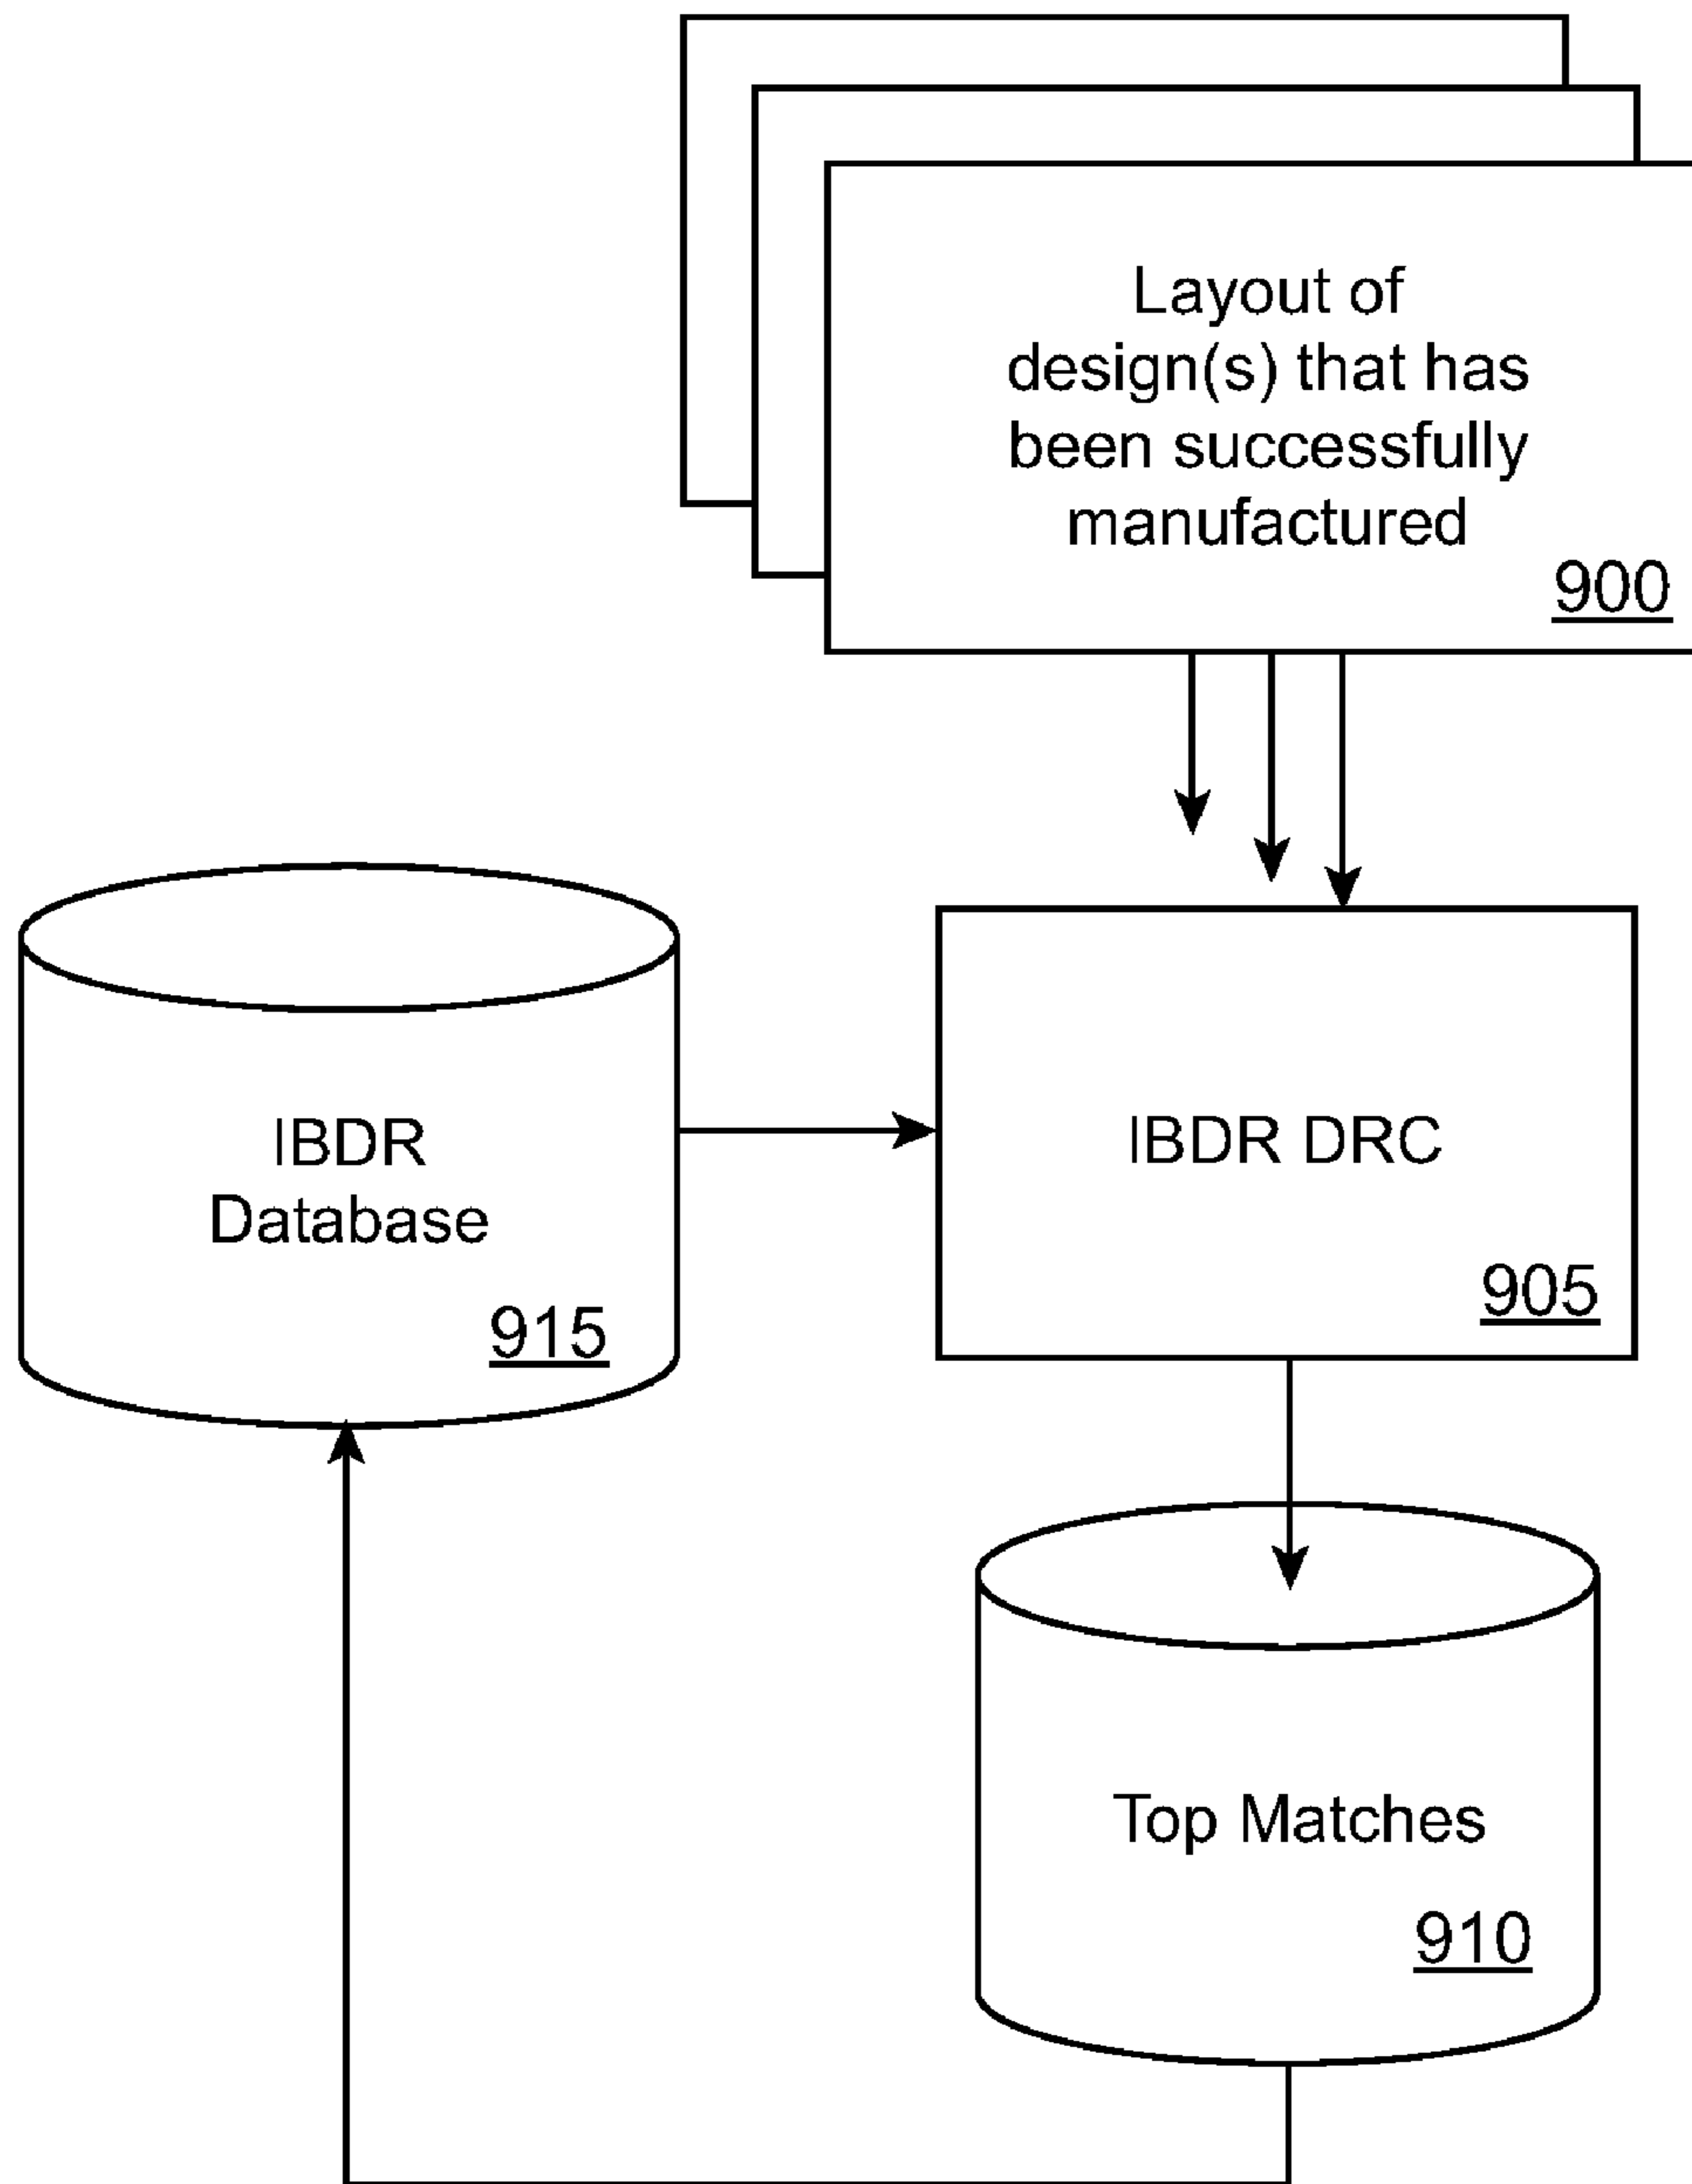 Layout of
design(s) that has
been successfully
manufactured
900
IBDR
Database
915
IBDR DRC
905
Top Matches
910